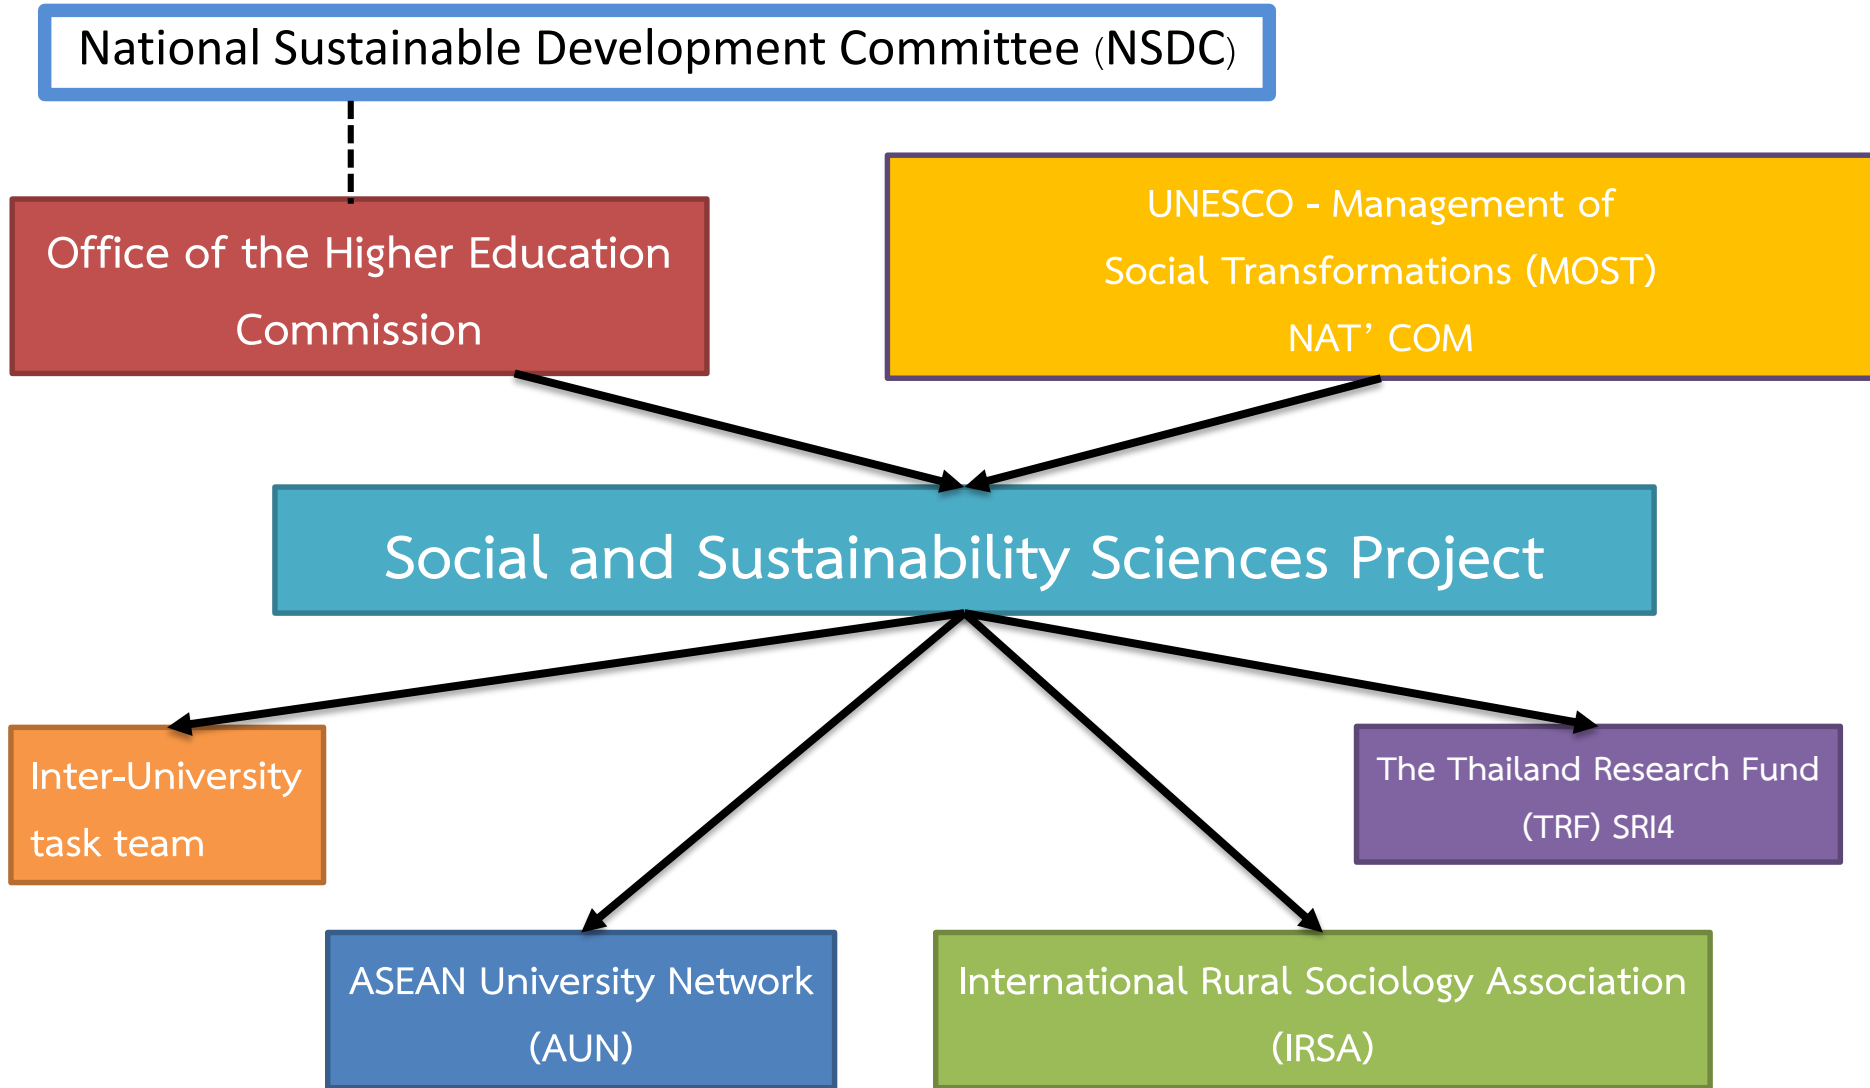 National Sustainable Development Committee (NSDC)
Office of the Higher Education
Commission
UNESCO - Management of
Social Transformations (MOST)
NAT’ COM
Social and Sustainability Sciences Project
Inter-University
task team
The Thailand Research Fund
(TRF) SRI4
ASEAN University Network
(AUN)
International Rural Sociology Association
(IRSA)